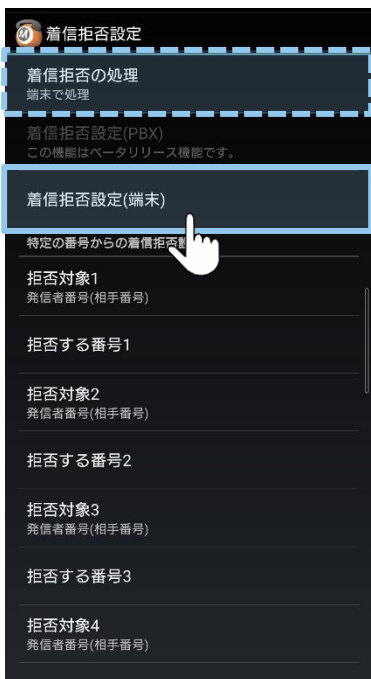 着信拒否設定
着信拒否の処理
端末で処理
着信拒否設定(PBX)
この機能はベータリリース機能です。
着信拒否設定(端末)
特定の番号からの着信拒否
拒否対象1
発信者番号(相手番号)
拒否する番号1
拒否対象2
発信者番号(相手番号)
拒否する番号2
拒否対象3
発信者番号(相手番号)
拒否する番号3
拒否対象4
発信者番号(相手番号)